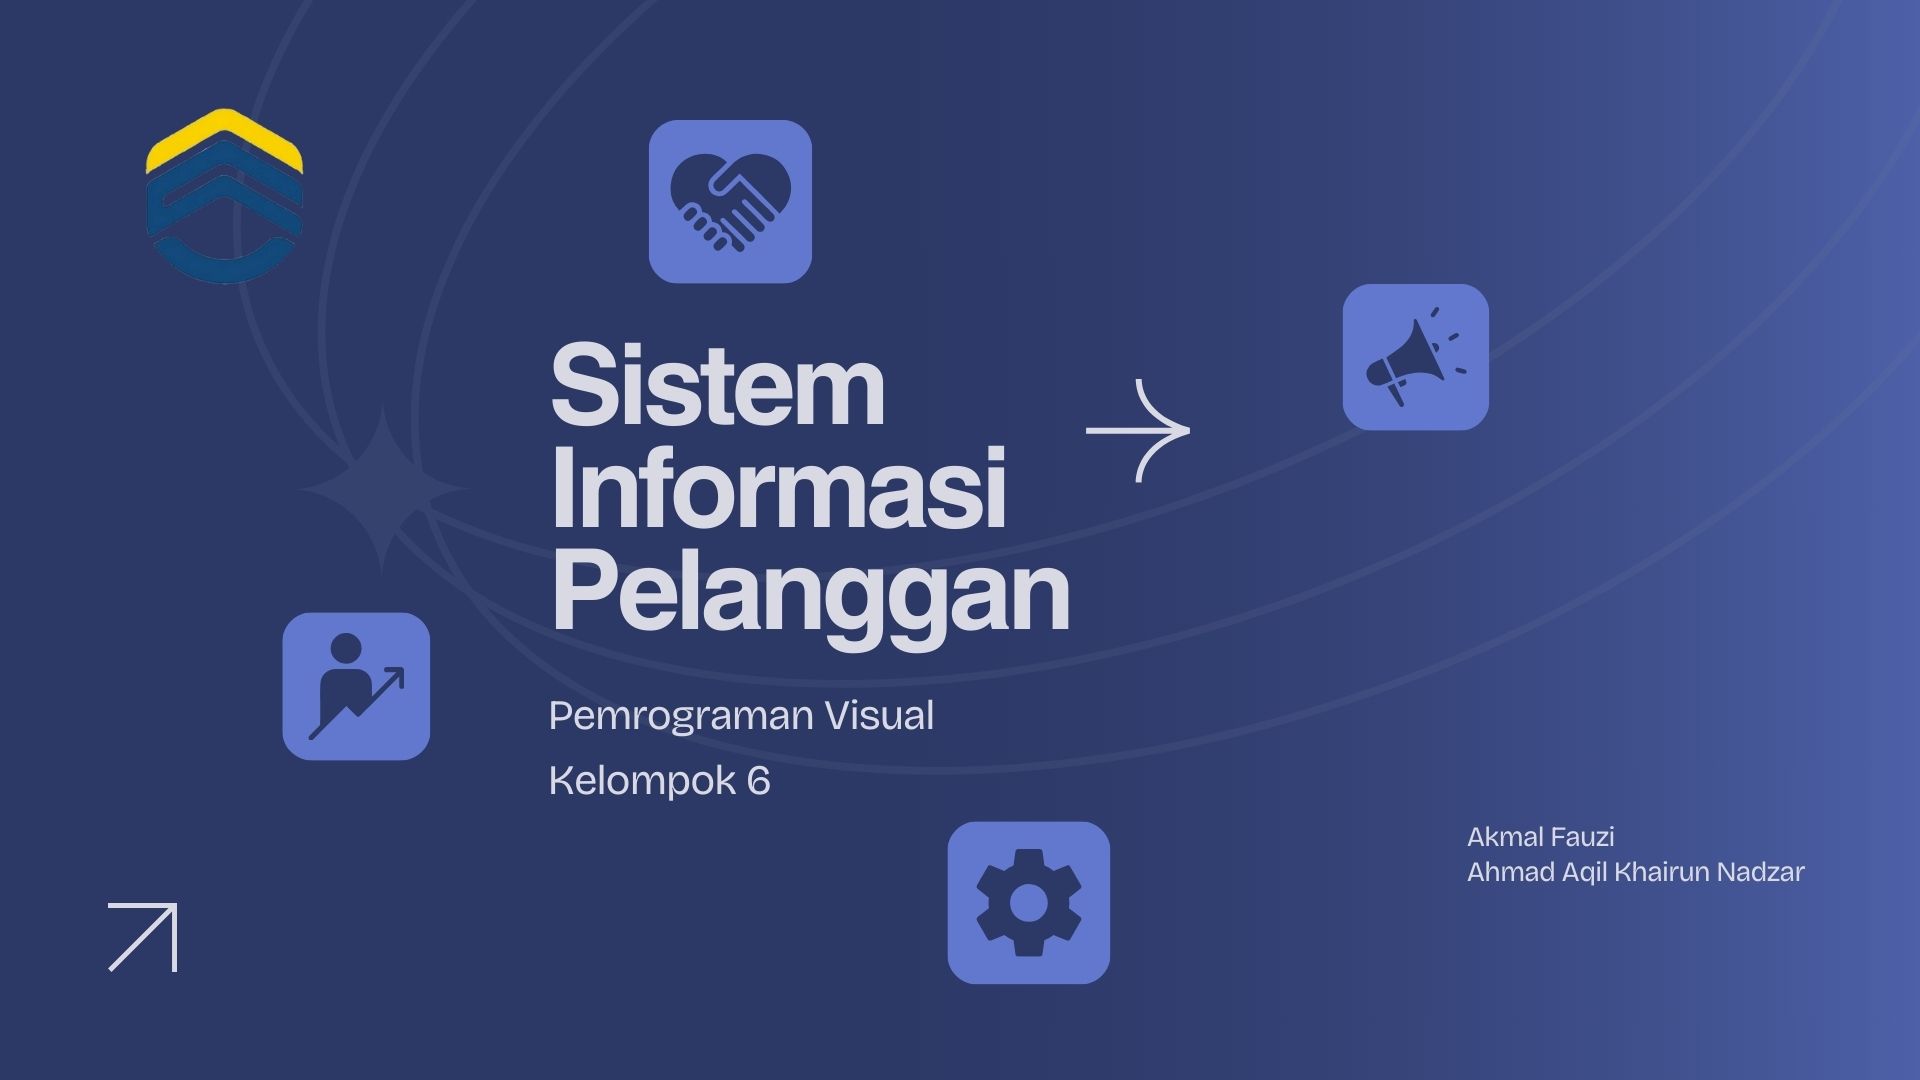 Sistem
Informasi
Pelanggan
Pemrograman Visual
Kelompok 6
Akmal Fauzi
Ahmad Aqil Khairun Nadzar